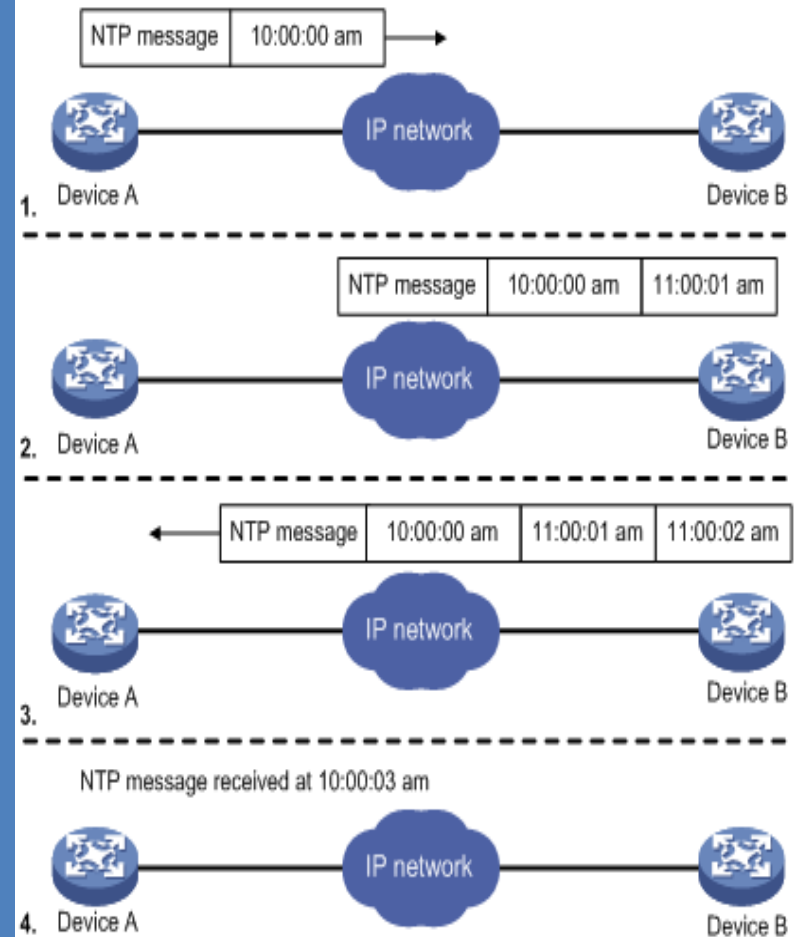 NTP message 10:00:00 am
IP network
Device A Device B
1.
NTP message 10:00:00 am 11:00:01 am
IP network
Device A Device B
2.
NTP message 10:00:00 am 11:00:01 am 11:00:02 am
IP network
Device A Device B
3.
NTP message received at 10:00:03 am
IP network
4. Device A Device B